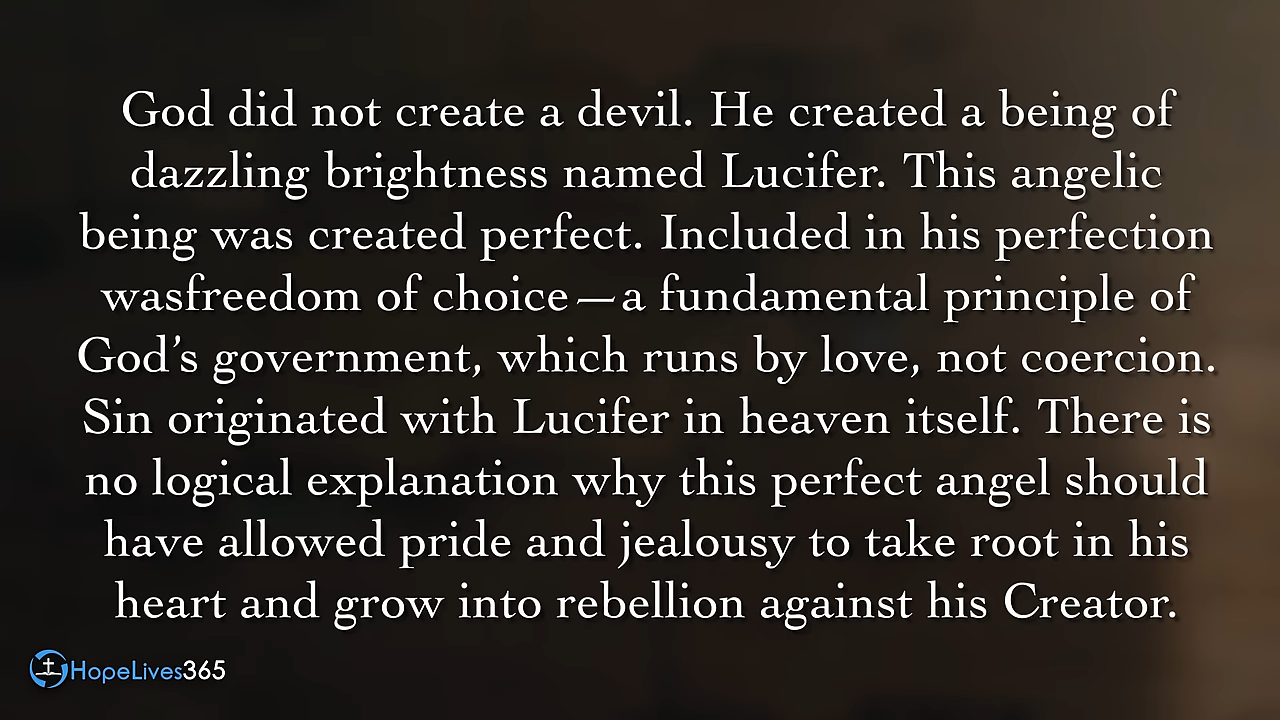 God did not create a devil. He created a being of
dazzling brightness named Lucifer. This angelic
being was created perfect. Included in his perfection
wasfreedom of choice—a fundamental principle of
God’s government, which runs by love, not coercion.
Sin originated with Lucifer in heaven itself. There is
no logical explanation why this perfect angel should
have allowed pride and jealousy to take root in his
heart and grow into rebellion against his Creator.
HopeLives365